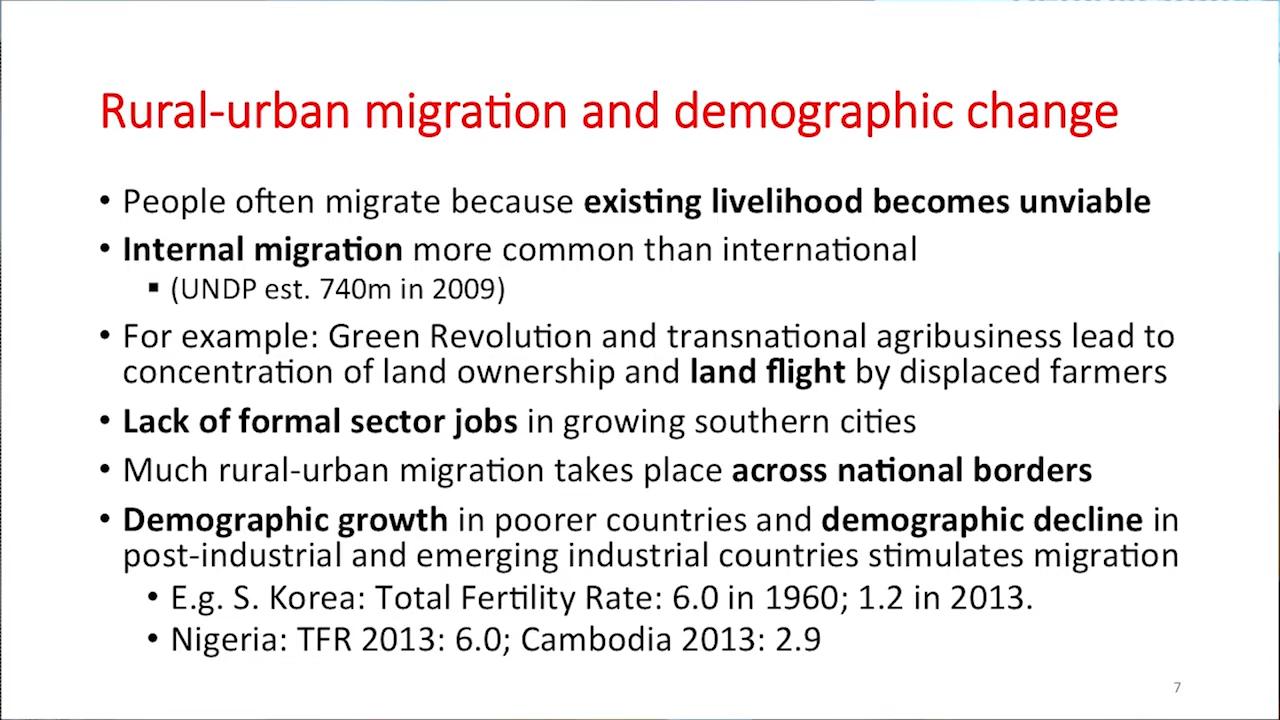 Rural-urban migration and demographic change
• People often migrate because existing livelihood becomes unviable
• Internal migration more common than international
▪ (UNDP est. 740m in 2009)
• For example: Green Revolution and transnational agribusiness lead to
concentration of land ownership and land flight by displaced farmers
• Lack of formal sector jobs in growing southern cities
• Much rural-urban migration takes place across national borders
• Demographic growth in poorer countries and demographic decline in
post-industrial and emerging industrial countries stimulates migration
• E.g. S. Korea: Total Fertility Rate: 6.0 in 1960; 1.2 in 2013.
• Nigeria: TFR 2013: 6.0; Cambodia 2013: 2.9
7